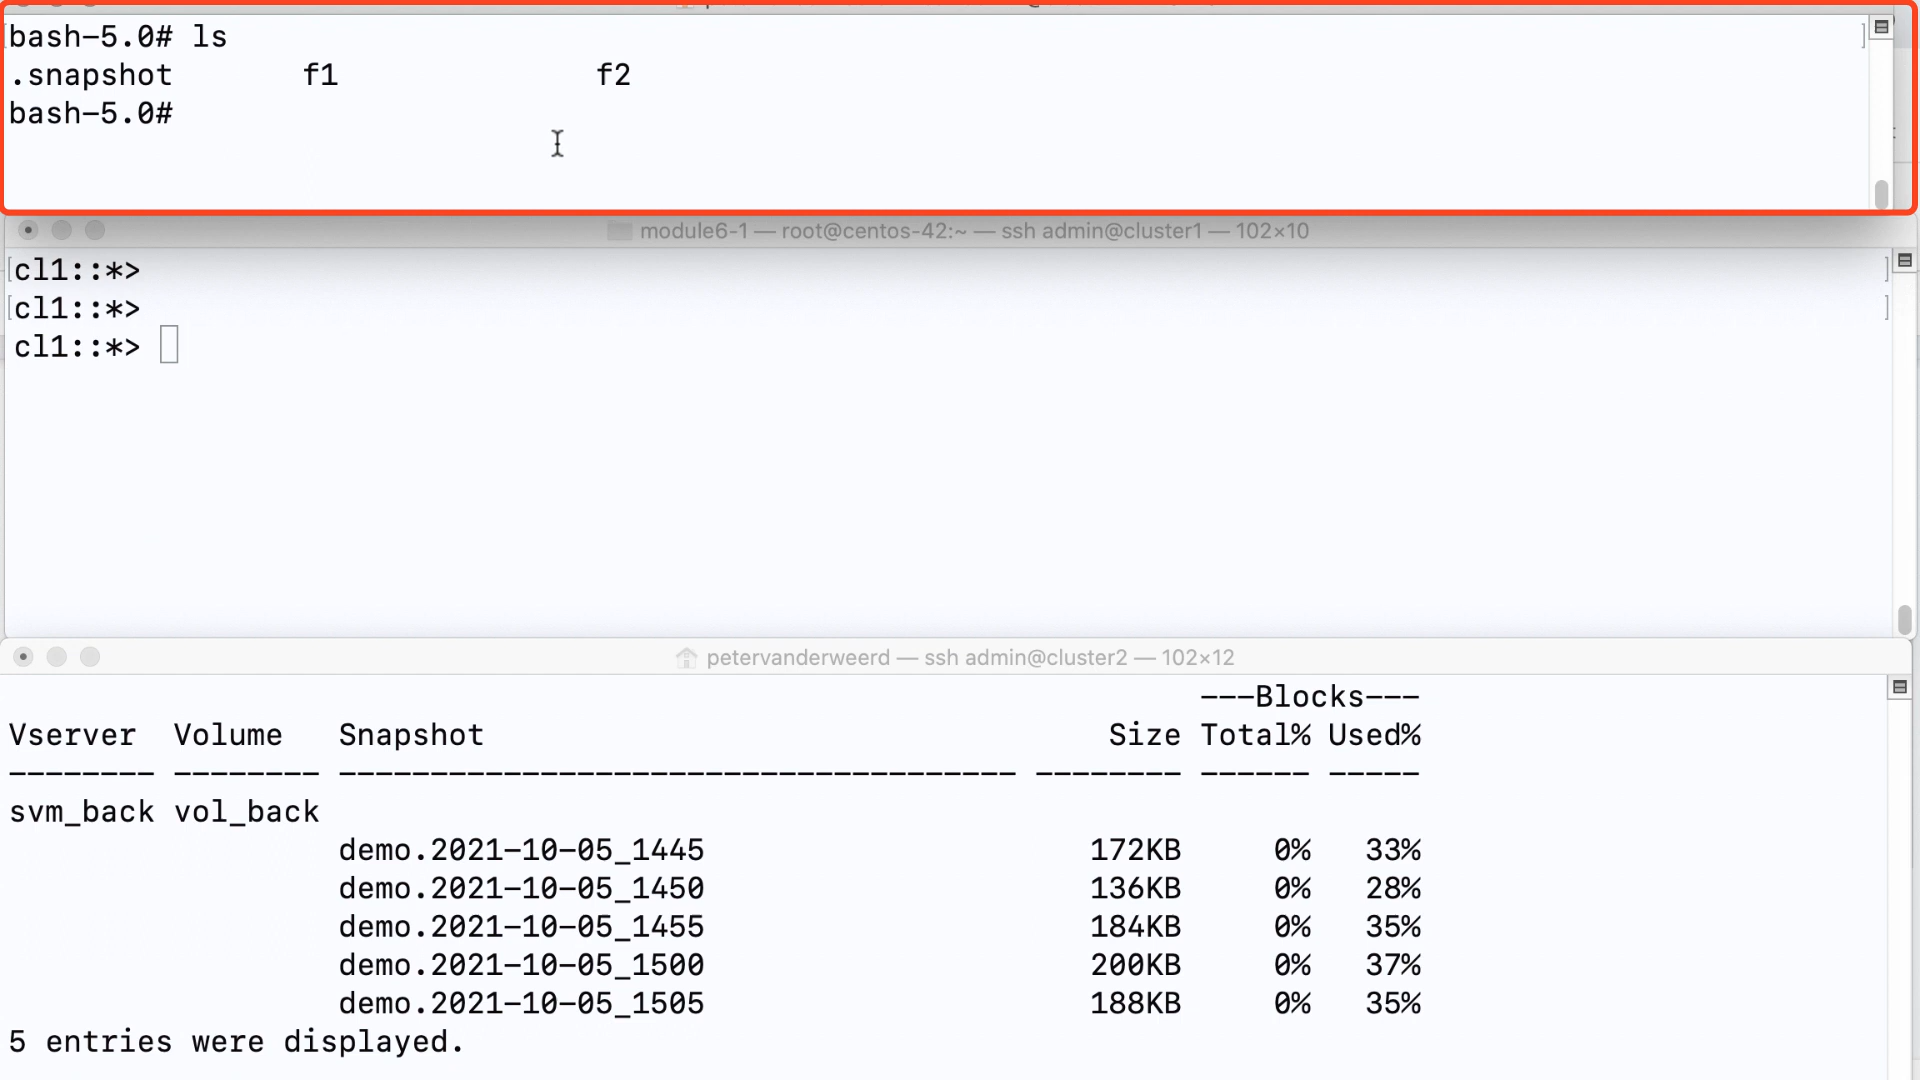 bash-5.0# ls
.snapshot f1 f2
bash-5.0#
module6-1 — root@centos-42:~ — ssh admin@cluster1 — 102×10
[cl1::*> ]
[cl1::*> ]
cl1::*>
petervanderweerd — ssh admin@cluster2 — 102×12
---Blocks---
Vserver Volume Snapshot Size Total% Used%
-------- -------- ------------------------------------- -------- ------ -----
svm_back vol_back
demo.2021-10-05_1445 172KB 0% 33%
demo.2021-10-05_1450 136KB 0% 28%
demo.2021-10-05_1455 184KB 0% 35%
demo.2021-10-05_1500 200KB 0% 37%
demo.2021-10-05_1505 188KB 0% 35%
5 entries were displayed.